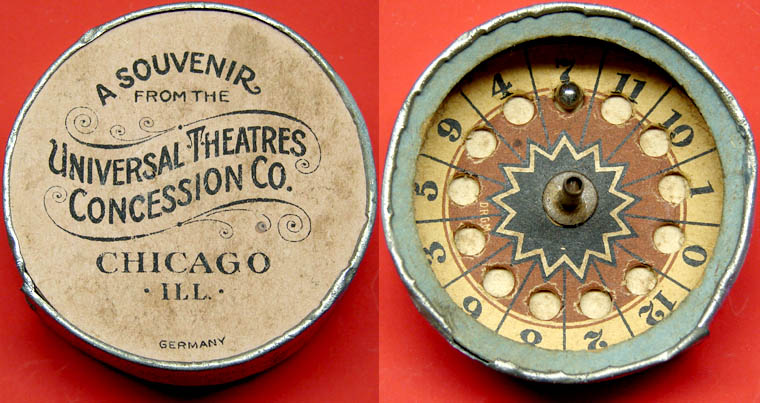 A SOUVENIR
FROM THE
UNIVERSAL THEATRES
CONCESSION CO.
CHICAGO
• ILL. •
GERMANY
7
11
10
1
0
12
2
8
6
3
5
9
4
DRGM